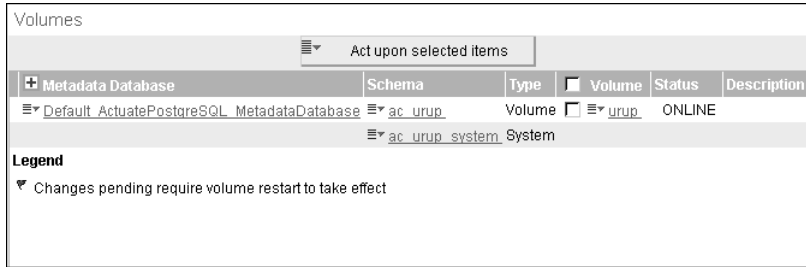 Volumes
Act upon selected items
Metadata Database Schema Type Volume Status Description
Default_ActuatePostgreSQL_MetadataDatabase ac_urup Volume urup ONLINE
ac_urup_system System
Legend
Changes pending require volume restart to take effect